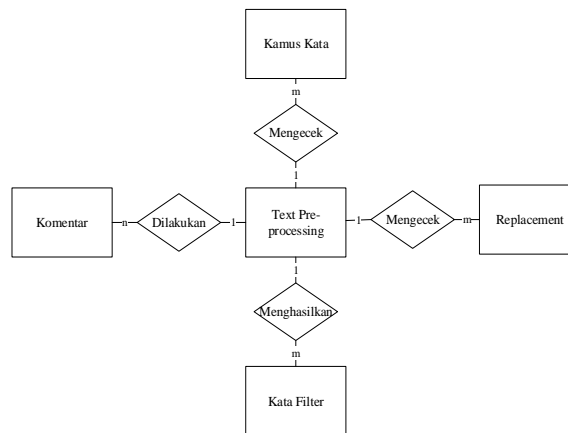 Kamus Kata
m
Mengecek
1
Komentar
n
Dilakukan
1
Text Pre-
processing
1
Mengecek
m
Replacement
1
Menghasilkan
m
Kata Filter